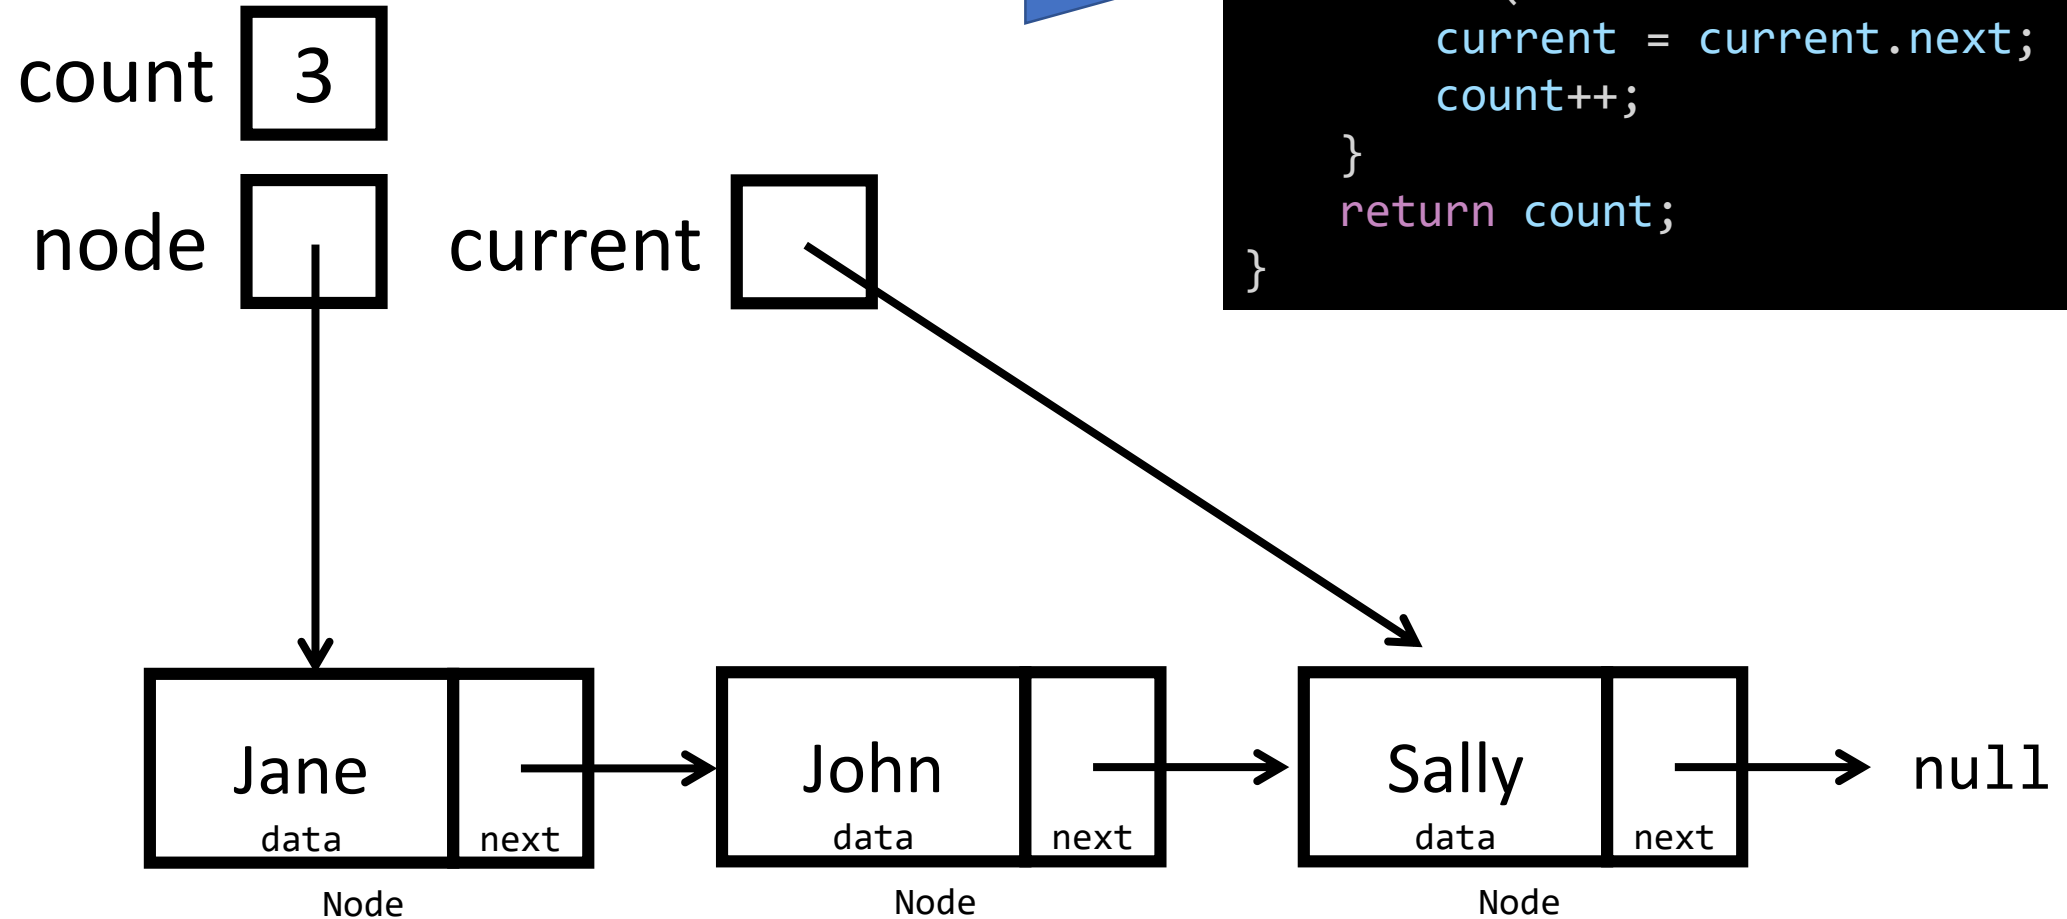 count 3
node
current
current = current.next;
count++;
}
return count;
}
Jane
data
next
Node
John
data
next
Node
Sally
data
next
Node
null